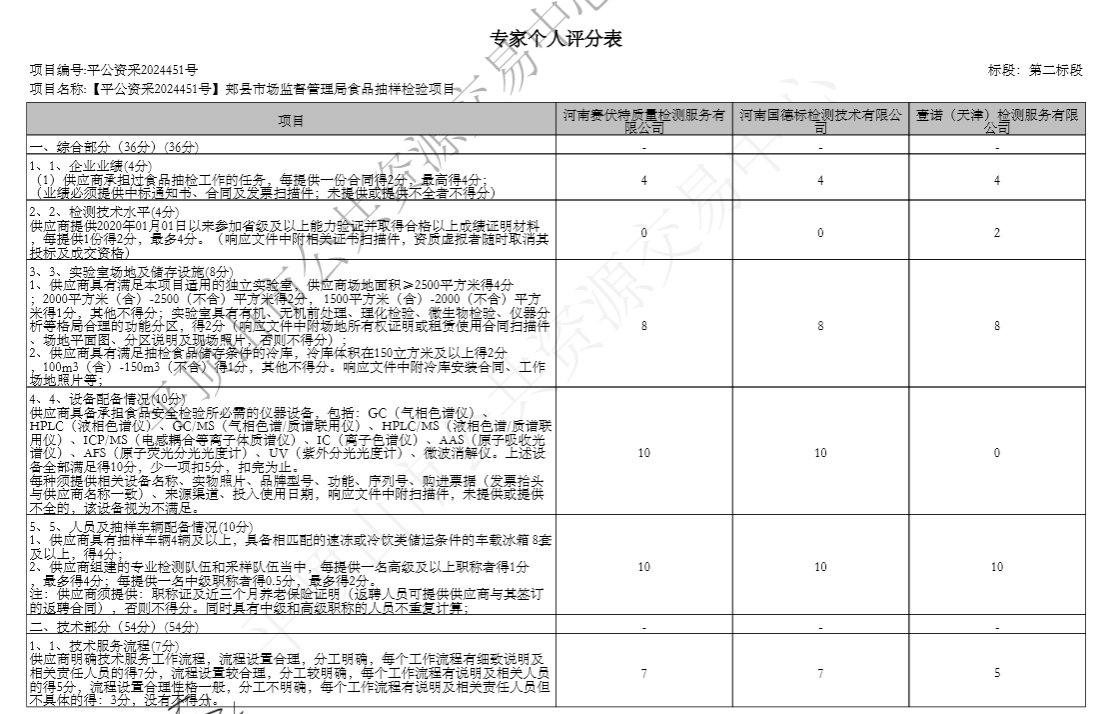 专家个人评分表
项目编号:平公资采2024451号
标段：第二标段
项目名称:【平公资采2024451号】郏县市场监督管理局食品抽样检验项目
项目 河南赛伏特质量检测服务有限公司 河南国德标检测技术有限公司 壹诺（天津）检测服务有限公司
一、综合部分（36分）(36分) - - -
1、1、企业业绩(4分)
（1）供应商承担过食品抽检工作的任务，每提供一份合同得2分，最高得4分；
（业绩必须提供中标通知书、合同及发票扫描件；未提供或提供不全者不得分）
4 4 4
2、2、检测技术水平(4分)
供应商提供2020年01月01日以来参加省级及以上能力验证并取得合格以上成绩证明材料
，每提供1份得2分，最多4分。（响应文件中附相关证书扫描件，资质虚报者随时取消其
投标及成交资格）
0 0 2
3、3、实验室场地及储存设施(8分)
1、供应商具有满足本项目适用的独立实验室，供应商场地面积≥2500平方米得4分
；2000平方米（含）-2500（不含）平方米得2分，1500平方米（含）-2000（不含）平方
米得1分，其他不得分；实验室具有有机、无机前处理、理化检验、微生物检验、仪器分
析等格局合理的功能分区，得2分（响应文件中附场地所有权证明或租赁使用合同扫描件
、场地平面图、分区说明及现场照片，否则不得分）；
2、供应商具有满足抽检食品储存条件的冷库，冷库体积在150立方米及以上得2分
，100m3（含）-150m3（不含）得1分，其他不得分。响应文件中附冷库安装合同、工作
场地照片等；
8 8 8
4、4、设备配备情况(10分)
供应商具备承担食品安全检验所必需的仪器设备，包括：GC（气相色谱仪）、
HPLC（液相色谱仪）、GC/MS（气相色谱/质谱联用仪）、HPLC/MS（液相色谱/质谱联
用仪）、ICP/MS（电感耦合等离子体质谱仪）、IC（离子色谱仪）、AAS（原子吸收光
谱仪）、AFS（原子荧光分光光度计）、UV（紫外分光光度计）、微波消解仪。上述设
备全部满足得10分，少一项扣5分，扣完为止。
每种须提供相关设备名称、实物照片、品牌型号、功能、序列号、购进票据（发票抬头
与供应商名称一致）、来源渠道、投入使用日期，响应文件中附扫描件，未提供或提供
不全的，该设备视为不满足。
10 10 0
5、5、人员及抽样车辆配备情况(10分)
1、供应商具有抽样车辆4辆及以上，具备相匹配的速冻或冷饮类储运条件的车载冰箱 8套
及以上，得4分；
2、供应商组建的专业检测队伍和采样队伍当中，每提供一名高级及以上职称者得1分
，最多得4分；每提供一名中级职称者得0.5分，最多得2分。
注：供应商须提供：职称证及近三个月养老保险证明（返聘人员可提供供应商与其签订
的返聘合同），否则不得分。同时具有中级和高级职称的人员不重复计算；
10 10 10
二、技术部分（54分）(54分) - - -
1、1、技术服务流程(7分)
供应商明确技术服务工作流程，流程设置合理，分工明确，每个工作流程有细致说明及
相关责任人员的得7分，流程设置较合理，分工较明确，每个工作流程有说明及相关人员
的得5分，流程设置合理性格一般，分工不明确，每个工作流程有说明及相关责任人员但
不具体的得：3分，没有不得分。
7 7 5
平顶山市公共资源交易中心
平顶山市公共资源交易中心